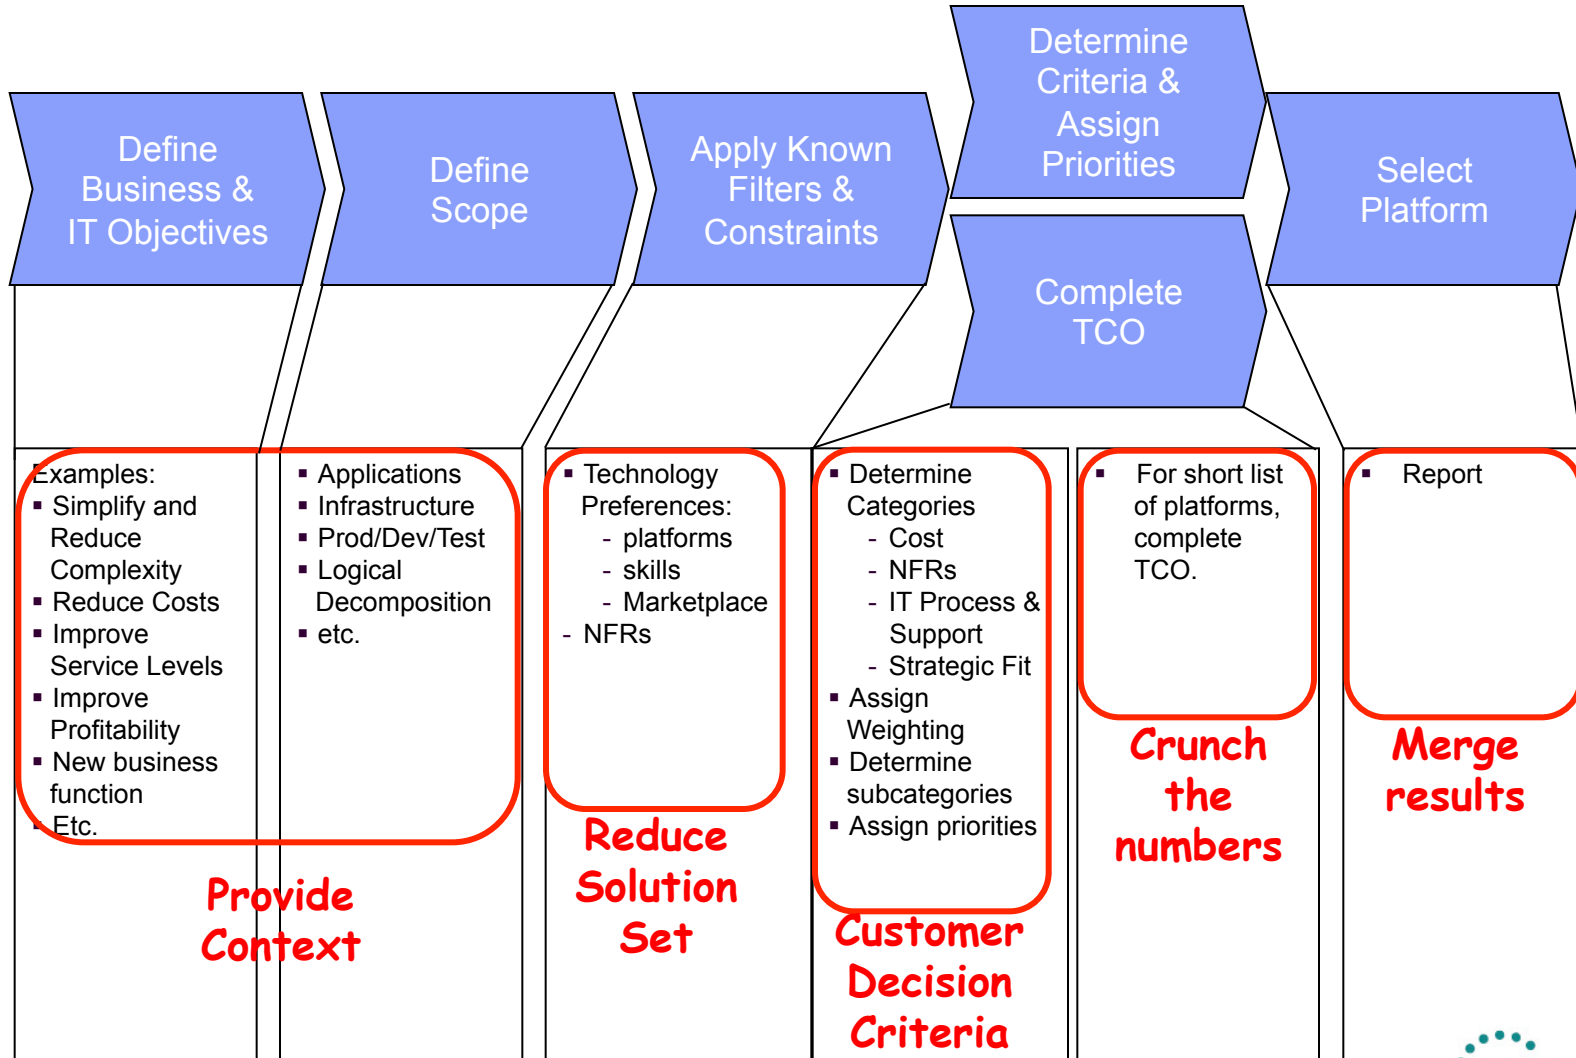 Define
Business &
IT Objectives
Define
Scope
Apply Known
Filters &
Constraints
Determine
Criteria &
Assign
Priorities
Complete
TCO
Select
Platform
Examples:
▪ Simplify and
Reduce
Complexity
▪ Reduce Costs
▪ Improve
Service Levels
▪ Improve
Profitability
▪ New business
function
▪ Etc.
▪ Applications
▪ Infrastructure
▪ Prod/Dev/Test
▪ Logical
Decomposition
▪ etc.
Provide
Context
▪ Technology
Preferences:
- platforms
- skills
- Marketplace
- NFRs
Reduce
Solution
Set
▪ Determine
Categories
- Cost
- NFRs
- IT Process &
Support
- Strategic Fit
▪ Assign
Weighting
▪ Determine
subcategories
▪ Assign priorities
Customer
Decision
Criteria
▪ For short list
of platforms,
complete
TCO.
Crunch
the
numbers
▪ Report
Merge
results